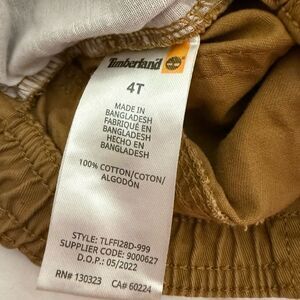 Timberland
4T
MADE IN
BANGLADESH
FABRIQUÉ EN
BANGLADESH
HECHO EN
BANGLADESH
100% COTTON/COTON/
ALGODÓN
STYLE: TLFFI28D-999
SUPPLIER CODE: 9000627
D.O.P.: 05/2022
RN# 130323 CA# 60224